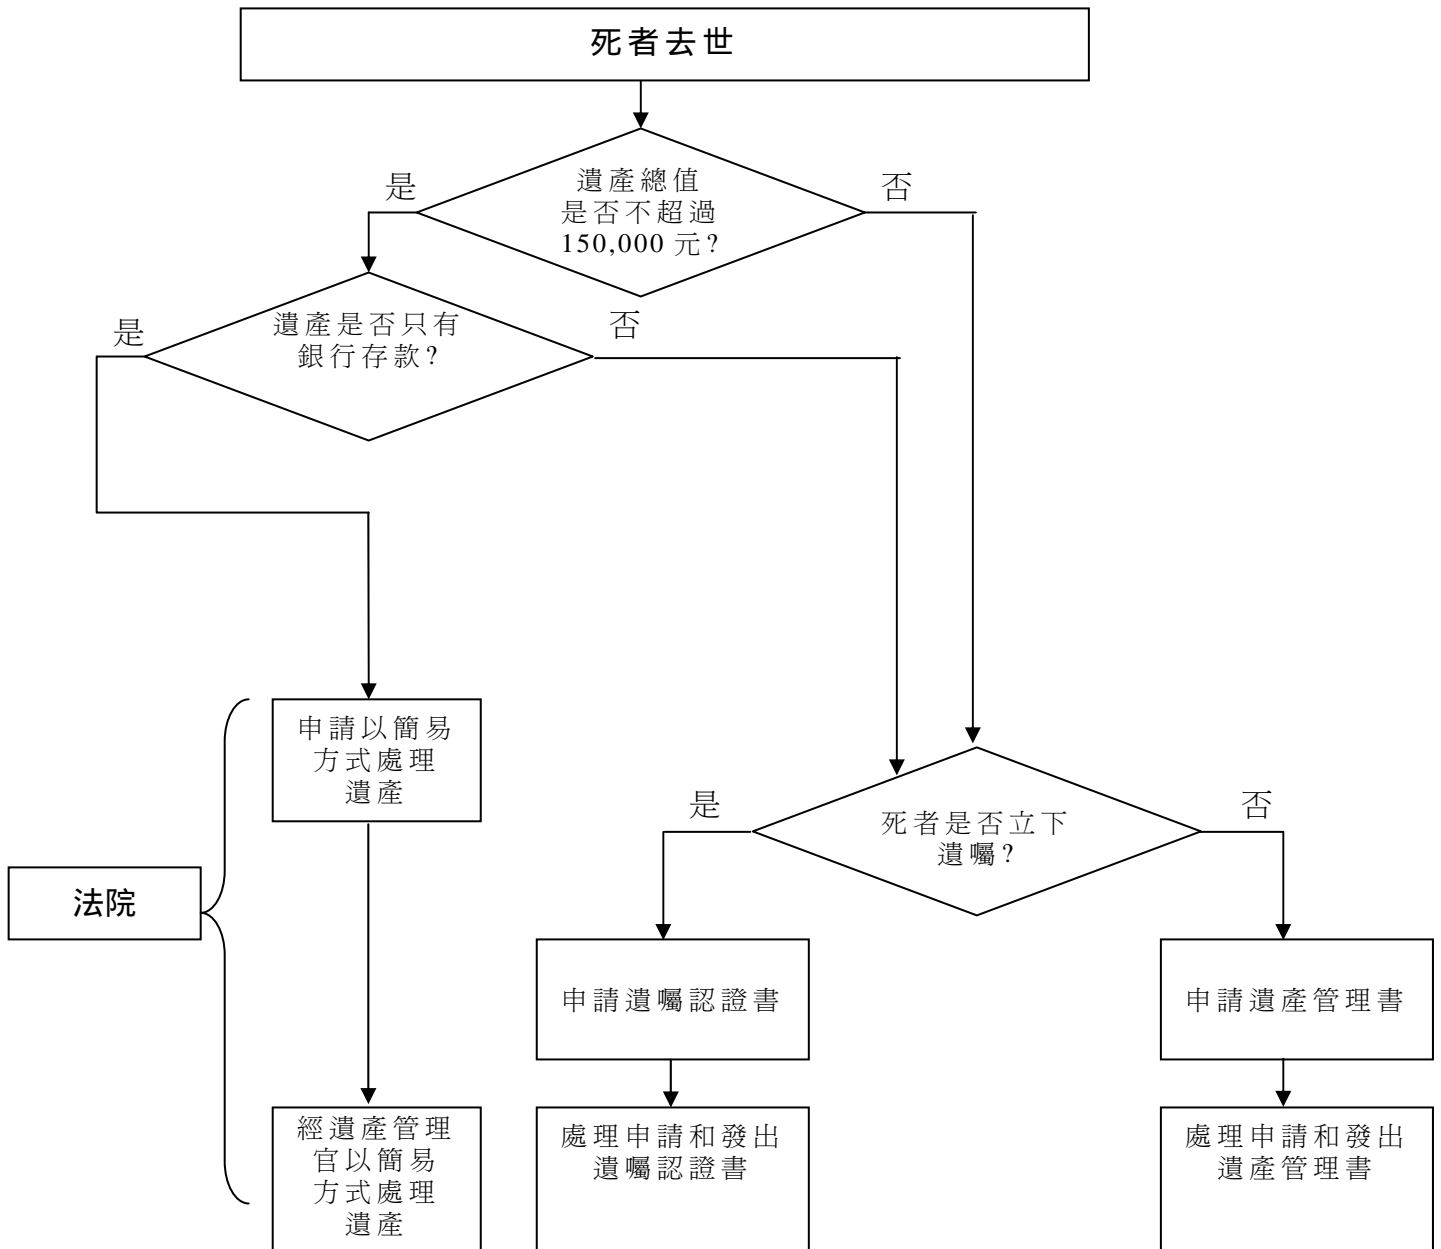 死者去世
是
遺產總值
是否不超過
150,000 元?
否
是
遺產是否只有
銀行存款?
否
申請以簡易
方式處理
遺產
是
死者是否立下
遺囑?
否
法院
申請遺囑認證書
申請遺產管理書
經遺產管理
官以簡易
方式處理
遺產
處理申請和發出
遺囑認證書
處理申請和發出
遺產管理書